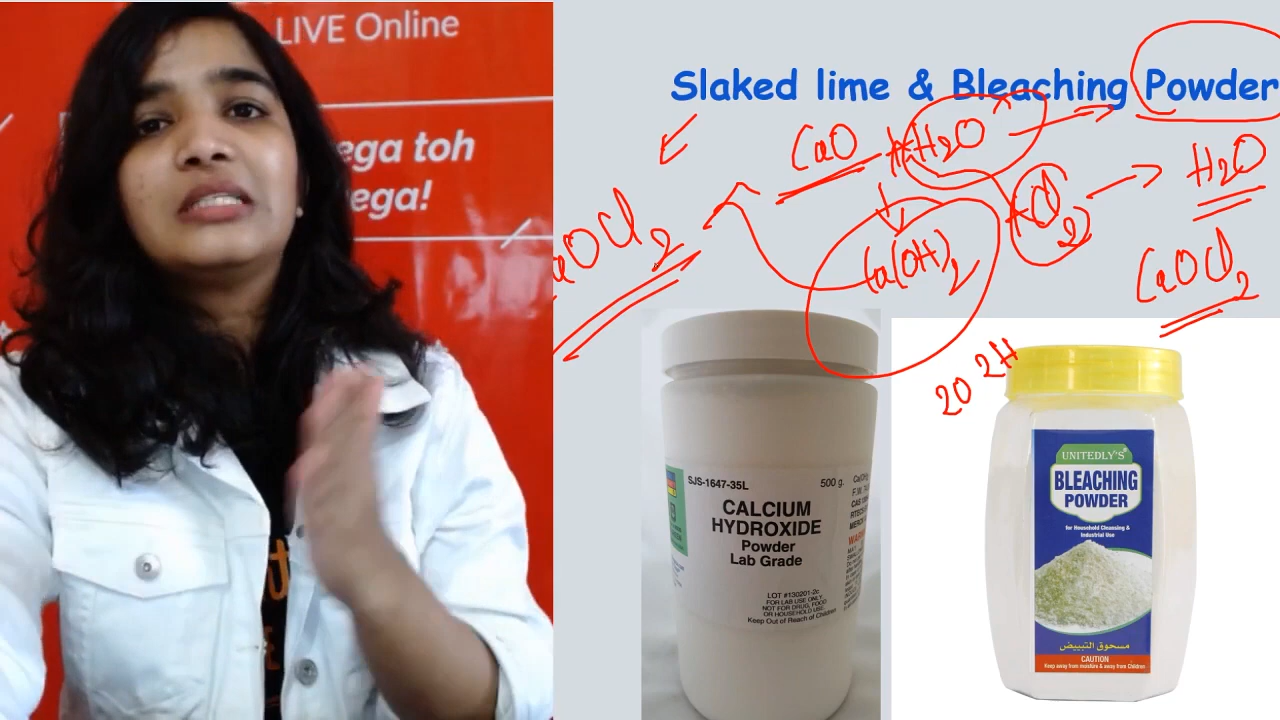 LIVE Online
ega toh
ega!
Slaked lime & Bleaching Powder
CaO + H2O →
Ca(OH)2
Cl2 → H2O
CaOCl2
aOCl2
2H
2O
SJS-1647-35L
500 g.
CALCIUM
HYDROXIDE
Powder
Lab Grade
LOT #130201-2c
FOR LAB USE ONLY
NOT FOR DRUG, FOOD
OR HOUSEHOLD USE
Keep Out of Reach of Children
UNITEDLY'S
BLEACHING
POWDER
for Household Cleansing &
Industrial Use
مسحوق التبييض
CAUTION
Keep away from moisture & away from Children